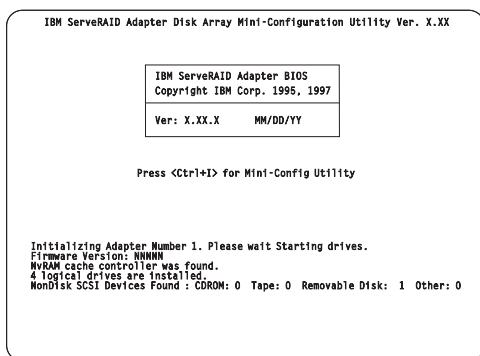 IBM ServeRAID Adapter Disk Array Mini-Configuration Utility Ver. X.XX
IBM ServeRAID Adapter BIOS
Copyright IBM Corp. 1995, 1997
Ver: X.XX.X MM/DD/YY
Press <Ctrl+I> for Mini-Config Utility
Initializing Adapter Number 1. Please wait Starting drives.
Firmware Version: NNNNN
NvRAM cache controller was found.
4 logical drives are installed.
NonDisk SCSI Devices Found : CDROM: 0 Tape: 0 Removable Disk: 1 Other: 0